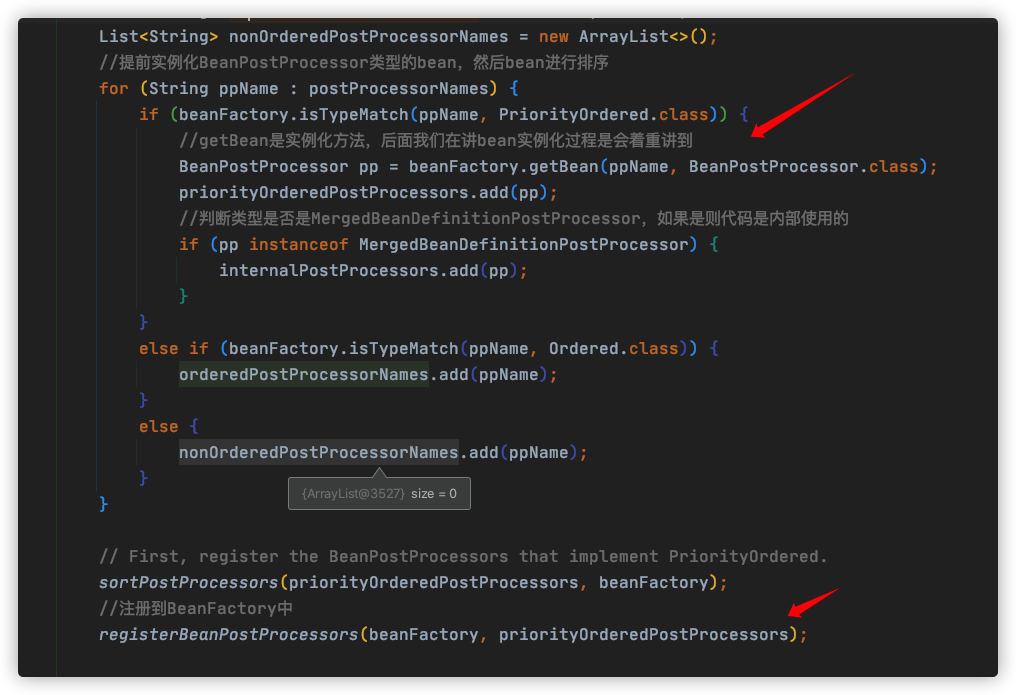 List<String> nonOrderedPostProcessorNames = new ArrayList<>();
//提前实例化BeanPostProcessor类型的bean，然后bean进行排序
for (String ppName : postProcessorNames) {
if (beanFactory.isTypeMatch(ppName, PriorityOrdered.class)) {
//getBean是实例化方法，后面我们在讲bean实例化过程是会着重讲到
BeanPostProcessor pp = beanFactory.getBean(ppName, BeanPostProcessor.class);
priorityOrderedPostProcessors.add(pp);
//判断类型是否是MergedBeanDefinitionPostProcessor，如果是则代码是内部使用的
if (pp instanceof MergedBeanDefinitionPostProcessor) {
internalPostProcessors.add(pp);
}
}
else if (beanFactory.isTypeMatch(ppName, Ordered.class)) {
orderedPostProcessorNames.add(ppName);
}
else {
nonOrderedPostProcessorNames.add(ppName);
}
{ArrayList@3527} size = 0
}
// First, register the BeanPostProcessors that implement PriorityOrdered.
sortPostProcessors(priorityOrderedPostProcessors, beanFactory);
//注册到BeanFactory中
registerBeanPostProcessors(beanFactory, priorityOrderedPostProcessors);